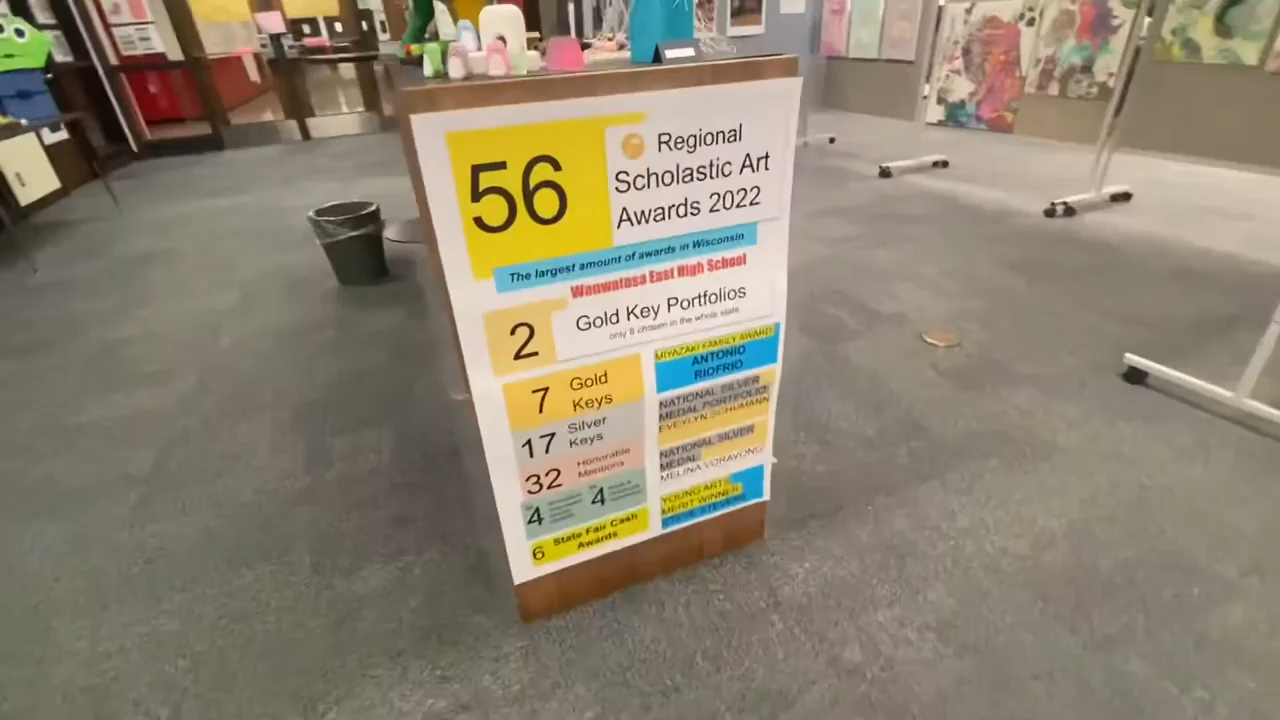 56
Regional
Scholastic Art
Awards 2022
The largest amount of awards in Wisconsin
Wauwatosa East High School
2
Gold Key Portfolios
only 8 chosen in the whole state
7
Gold
Keys
17
Silver
Keys
32
Honorable
Mentions
4
4
6
State Fair Cash
Awards
MIYAZAKI FAMILY AWARD
ANTONIO
RIOFRIO
NATIONAL SILVER
MEDAL PORTFOLIO
EVELYN SCHUMANN
NATIONAL SILVER
MEDAL
MELINA VORAVONG
YOUNG ARTS
MERIT WINNER